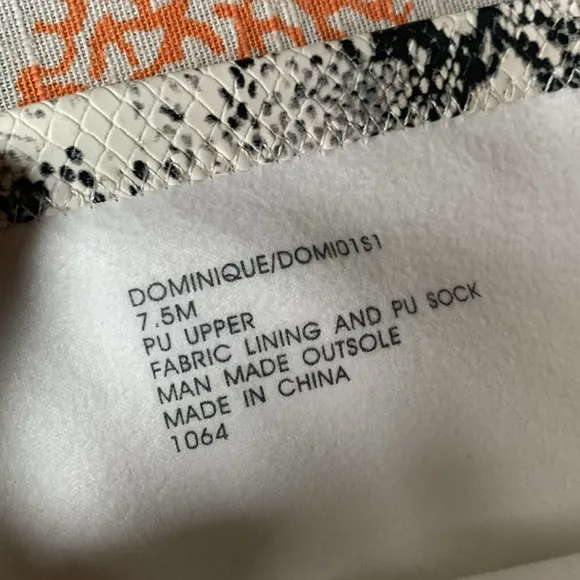 DOMINIQUE/DOMI01S1
7.5M
PU UPPER
FABRIC LINING AND PU SOCK
MAN MADE OUTSOLE
MADE IN CHINA
1064